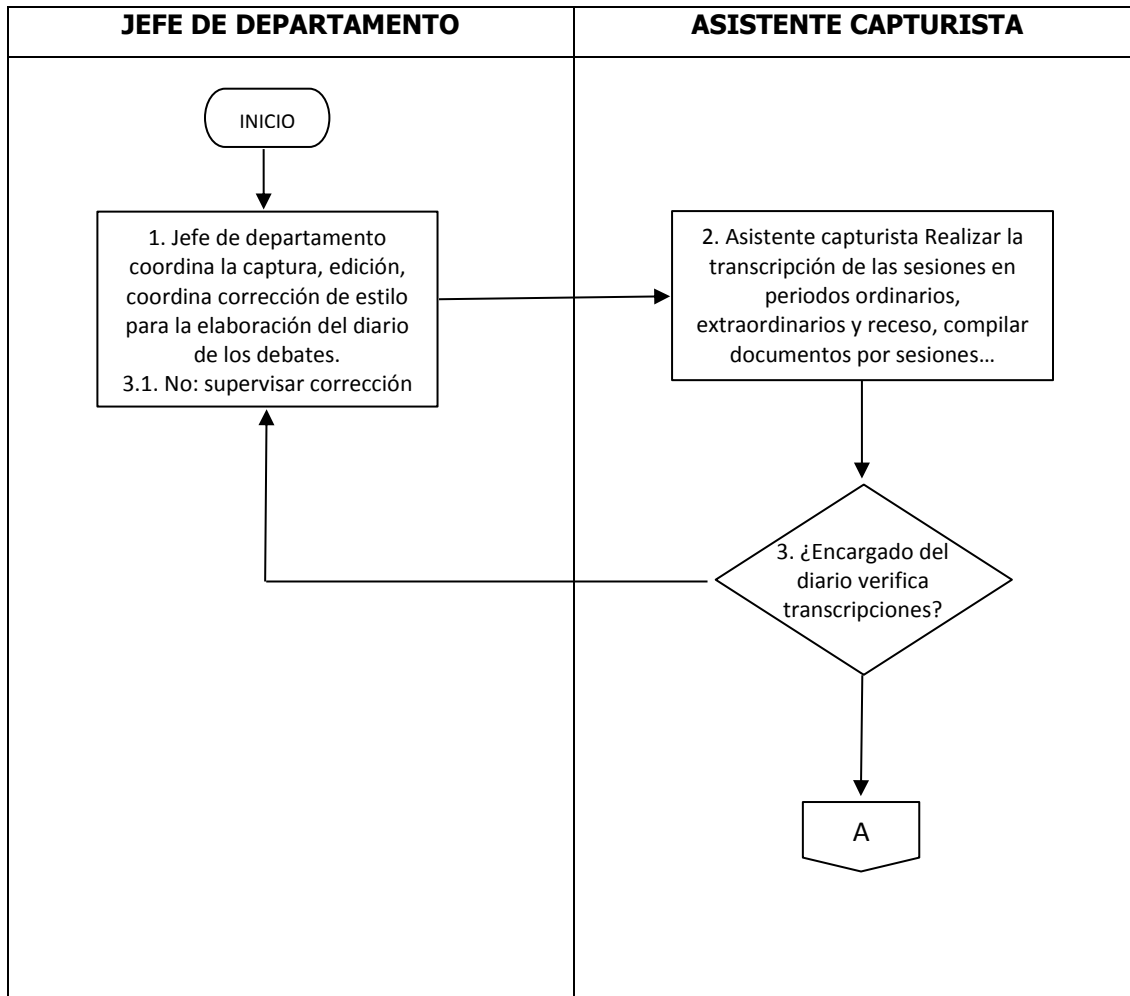 JEFE DE DEPARTAMENTO
ASISTENTE CAPTURISTA
INICIO
1. Jefe de departamento
coordina la captura, edición,
coordina corrección de estilo
para la elaboración del diario
de los debates.
3.1. No: supervisar corrección
2. Asistente capturista Realizar la
transcripción de las sesiones en
periodos ordinarios,
extraordinarios y receso, compilar
documentos por sesiones…
3. ¿Encargado del
diario verifica
transcripciones?
A